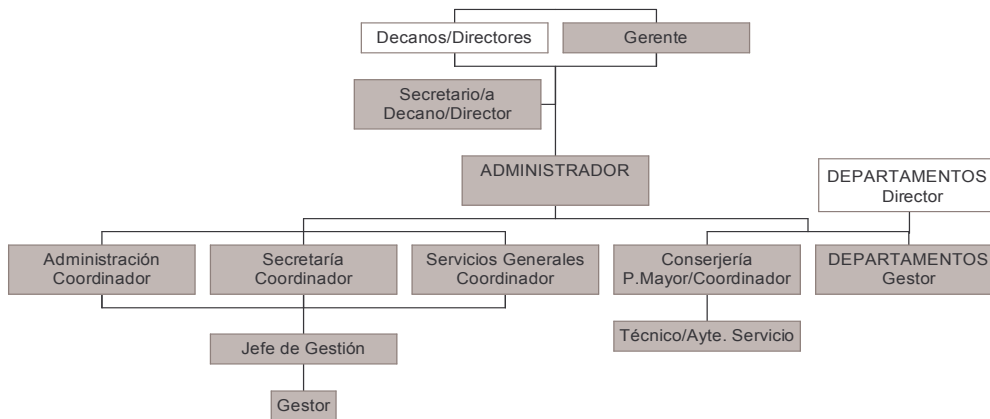 Decanos/Directores
Gerente
Secretario/a
Decano/Director
ADMINISTRADOR
DEPARTAMENTOS
Director
Administración
Coordinador
Secretaría
Coordinador
Servicios Generales
Coordinador
Conserjería
P.Mayor/Coordinador
DEPARTAMENTOS
Gestor
Jefe de Gestión
Técnico/Ayte. Servicio
Gestor